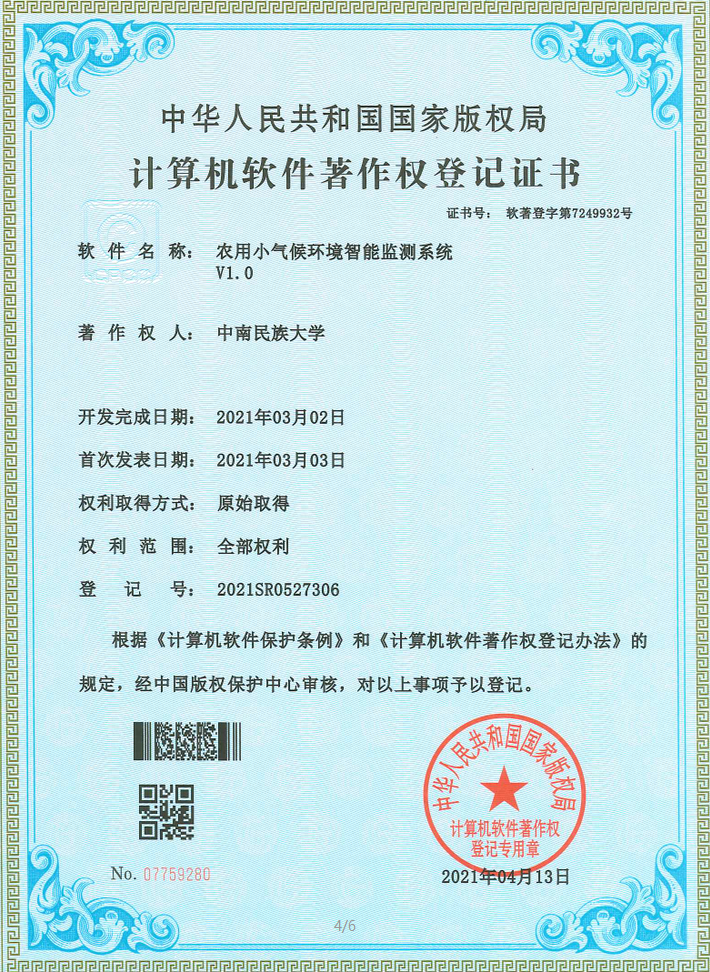 中华人民共和国国家版权局
计算机软件著作权登记证书
证书号： 软著登字第7249932号
CPCC
软件名称： 农用小气候环境智能监测系统
V1.0
著作权人： 中南民族大学
开发完成日期： 2021年03月02日
首次发表日期： 2021年03月03日
权利取得方式： 原始取得
权利范围： 全部权利
登记号： 2021SR0527306
根据《计算机软件保护条例》和《计算机软件著作权登记办法》的
规定，经中国版权保护中心审核，对以上事项予以登记。
中华人民共和国国家版权局
计算机软件著作权
登记专用章
No. 07759280
2021年04月13日
4/6